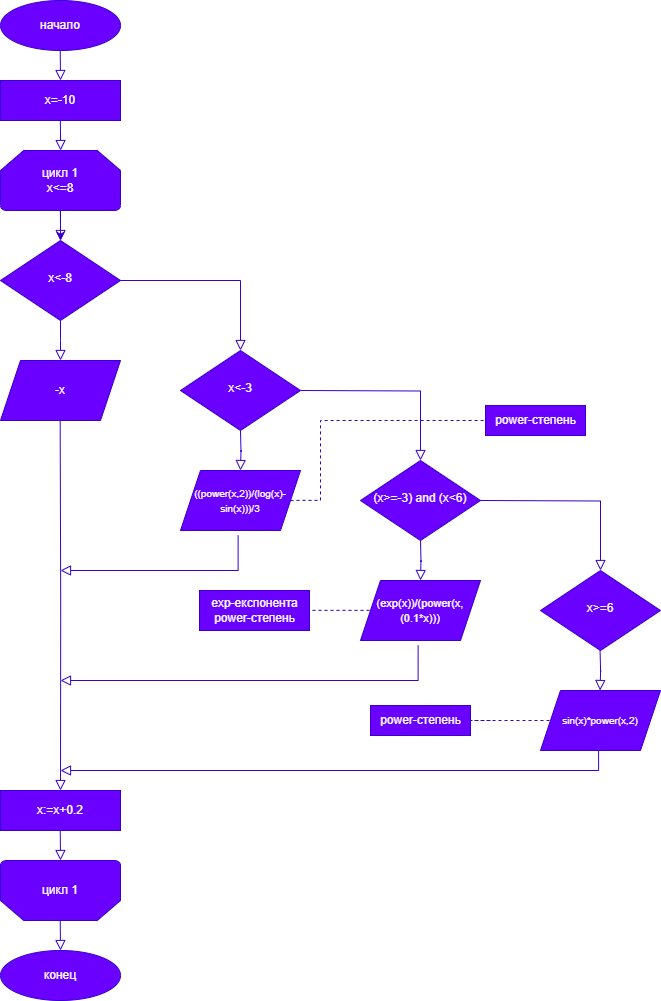 начало
x=-10
цикл 1
x<=8
x<-8
-x
x<-3
power-степень
((power(x,2))/(log(x)-
sin(x)))/3
(x>=-3) and (x<6)
exp-експонента
power-степень
(exp(x))/(power(x,
(0.1*x)))
x>=6
power-степень
sin(x)*power(x,2)
x:=x+0.2
цикл 1
конец